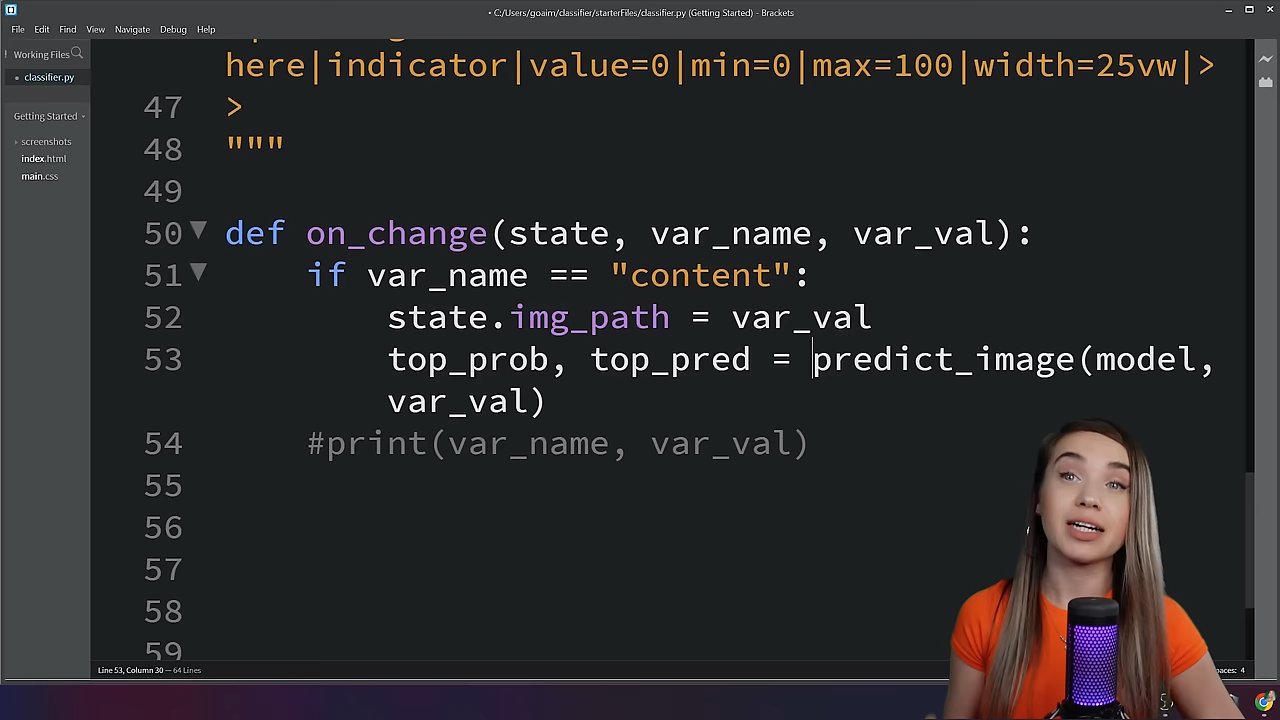 • C:/Users/goaim/classifier/starterFiles/classifier.py (Getting Started) - Brackets
File Edit Find View Navigate Debug Help
Working Files
classifier.py
Getting Started
screenshots
index.html
main.css
here|indicator|value=0|min=0|max=100|width=25vw|>
47 >
48 """
49
50 def on_change(state, var_name, var_val):
51 if var_name == "content":
52 state.img_path = var_val
53 top_prob, top_pred = predict_image(model,
var_val)
54 #print(var_name, var_val)
55
56
57
58
59
Line 53, Column 30 — 64 Lines